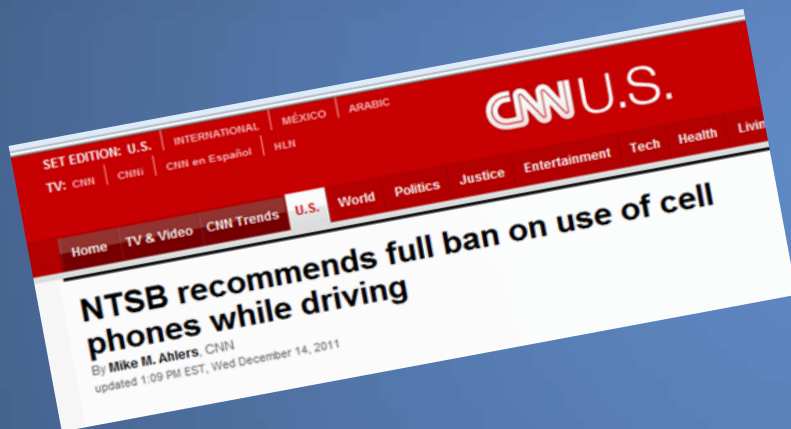 CNN U.S.
SET EDITION: U.S. INTERNATIONAL MÉXICO ARABIC
TV: CNN CNNi CNN en Español HLN
Home TV & Video CNN Trends U.S. World Politics Justice Entertainment Tech Health Livin
NTSB recommends full ban on use of cell
phones while driving
By Mike M. Ahlers, CNN
updated 1:09 PM EST, Wed December 14, 2011